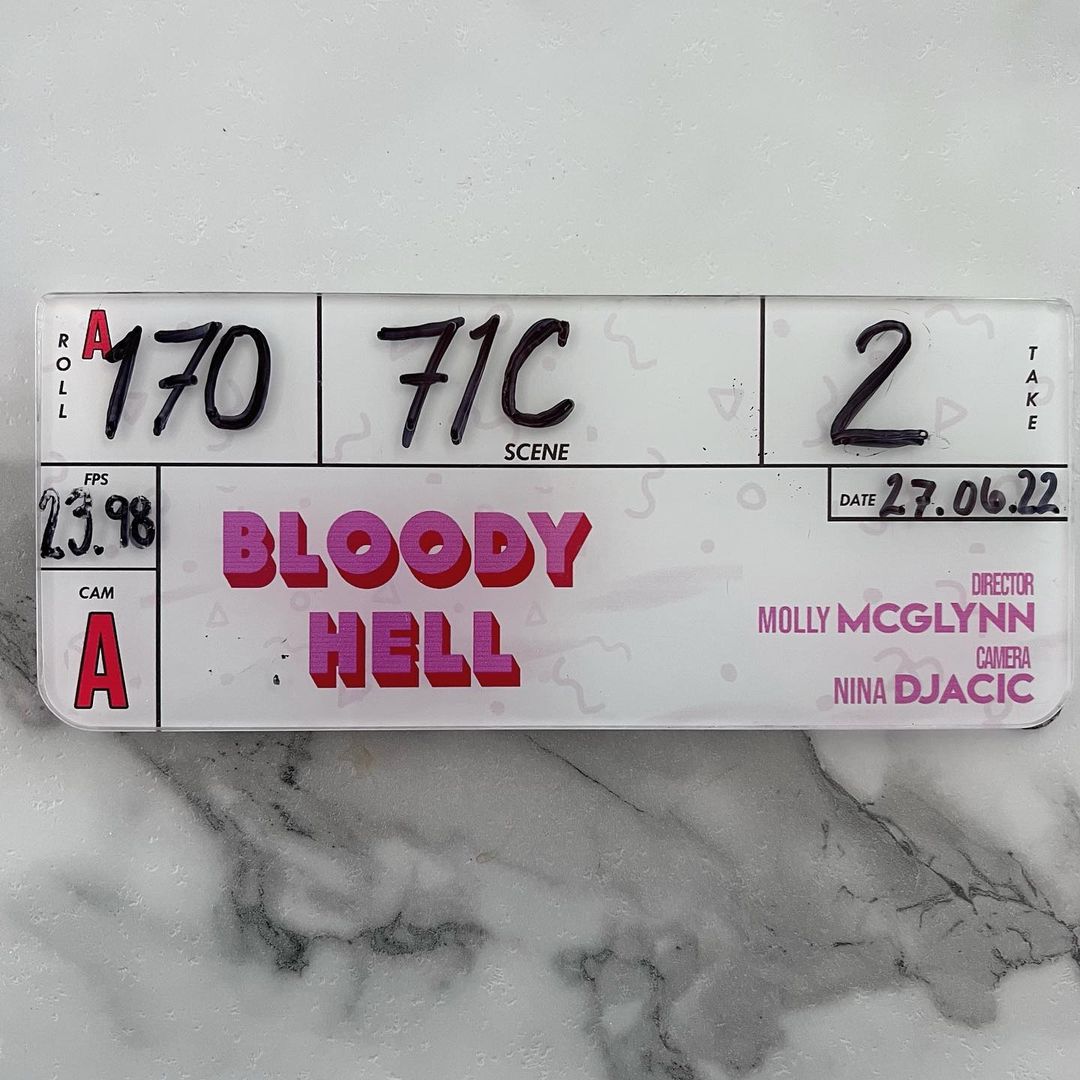 ROLL
A170
71C
SCENE
2
TAKE
FPS
23.98
DATE 27.06.22
CAM
A
BLOODY
HELL
DIRECTOR
MOLLY MCGLYNN
CAMERA
NINA DJACIC